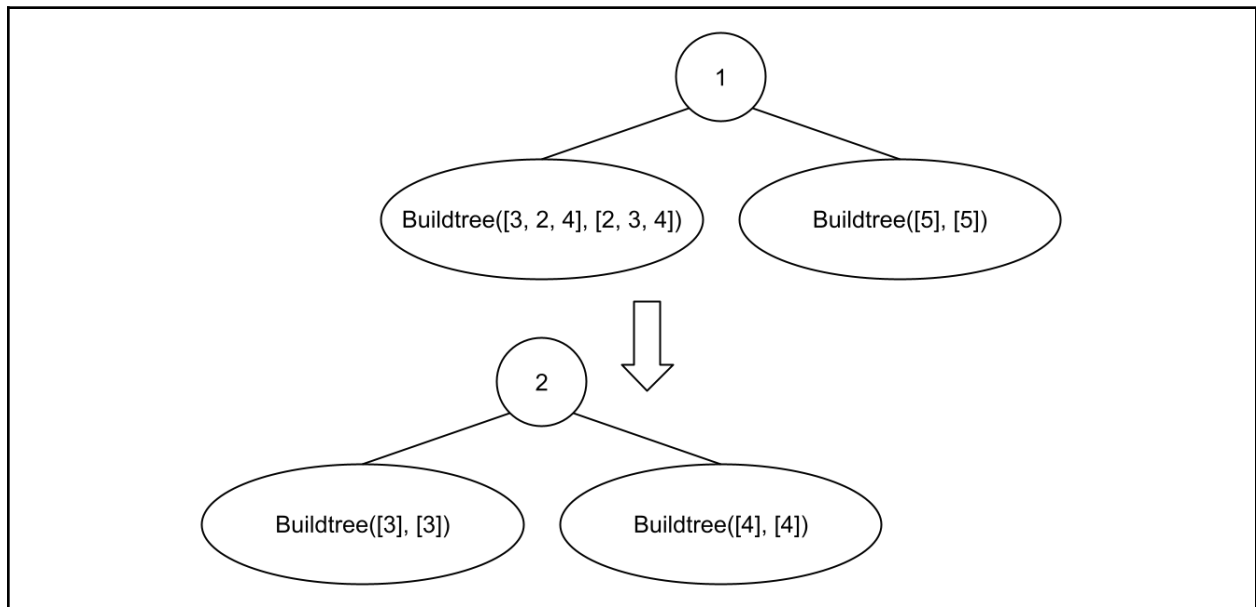 1
Buildtree([3, 2, 4], [2, 3, 4])
Buildtree([5], [5])
2
Buildtree([3], [3])
Buildtree([4], [4])